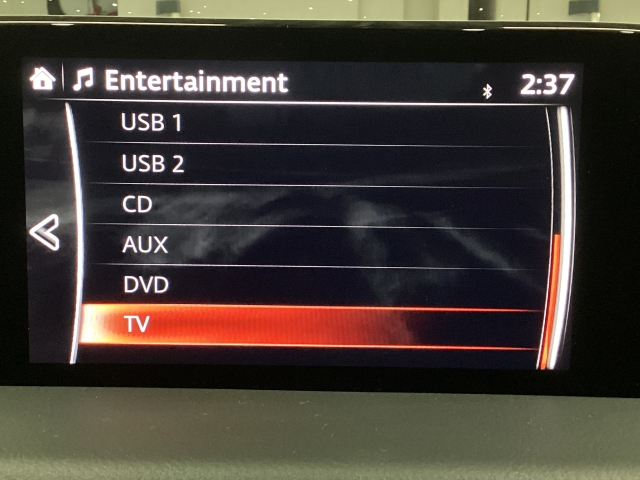 Entertainment 2:37
USB 1
USB 2
CD
AUX
DVD
TV